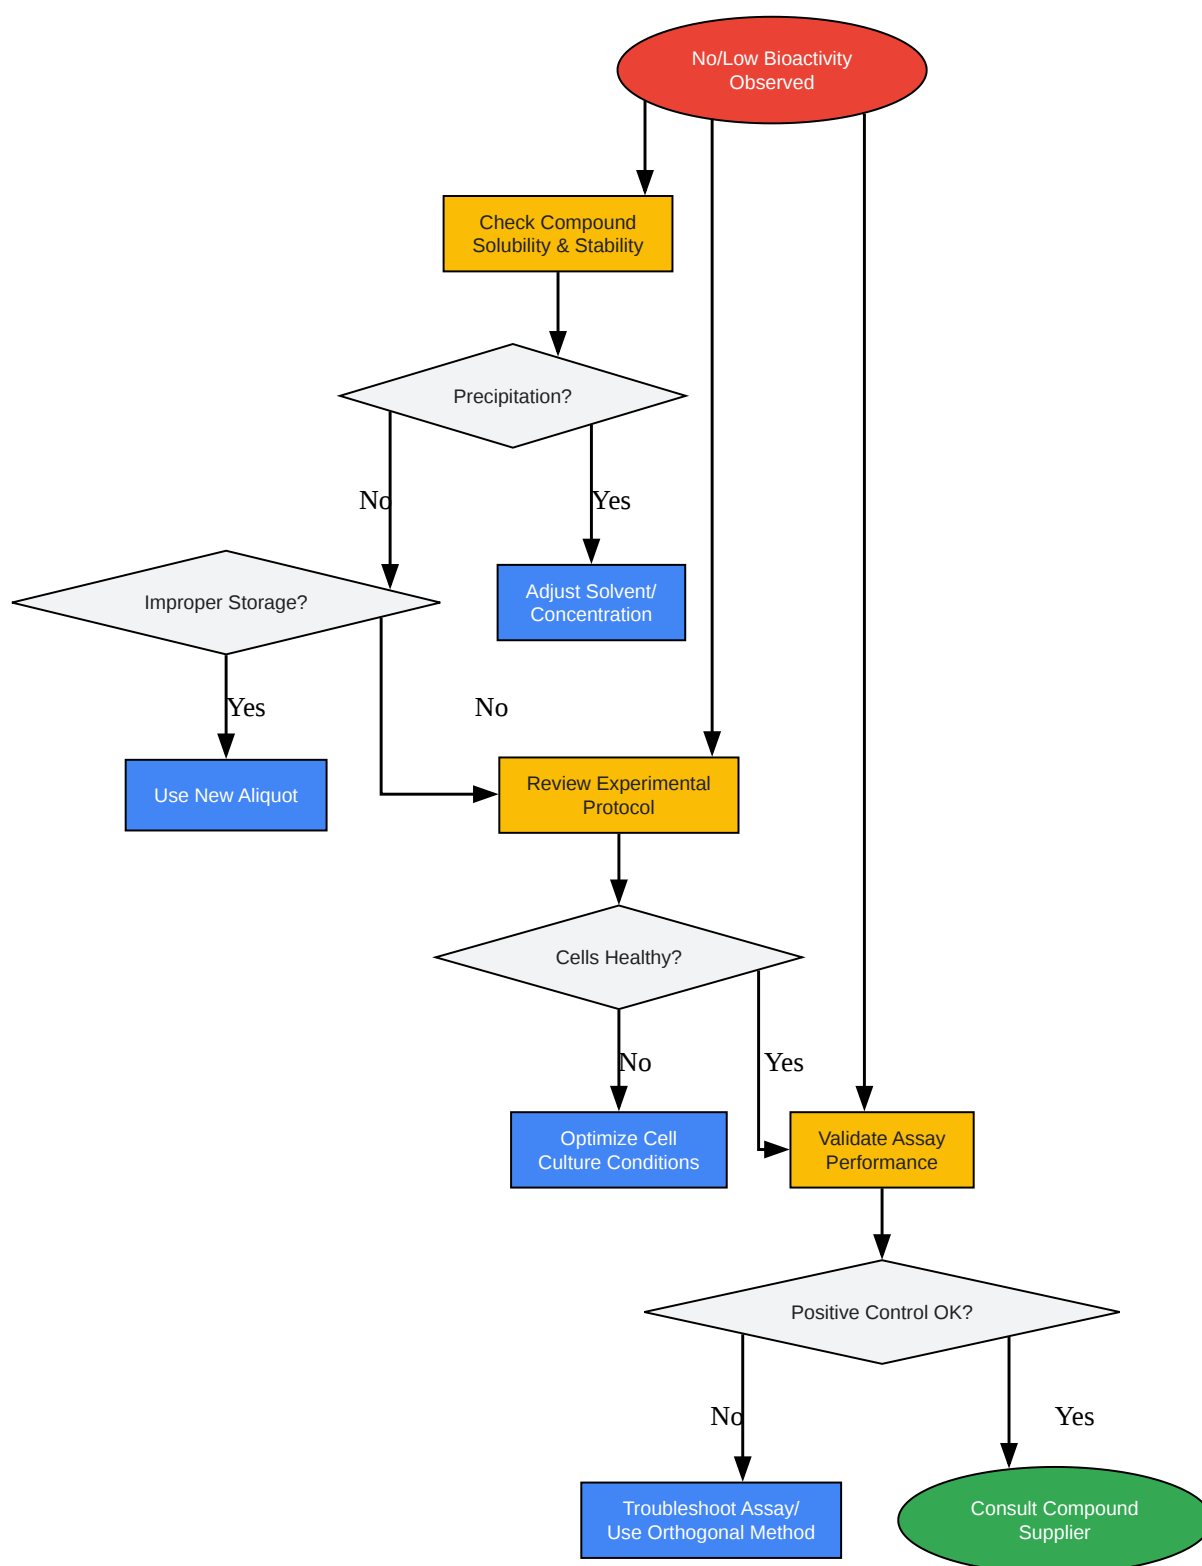 No/Low Bioactivity
Observed
Check Compound
Solubility & Stability
Precipitation?
No
Yes
Improper Storage?
Adjust Solvent/
Concentration
Yes
No
Use New Aliquot
Review Experimental
Protocol
Cells Healthy?
No
Yes
Optimize Cell
Culture Conditions
Validate Assay
Performance
Positive Control OK?
No
Yes
Troubleshoot Assay/
Use Orthogonal Method
Consult Compound
Supplier